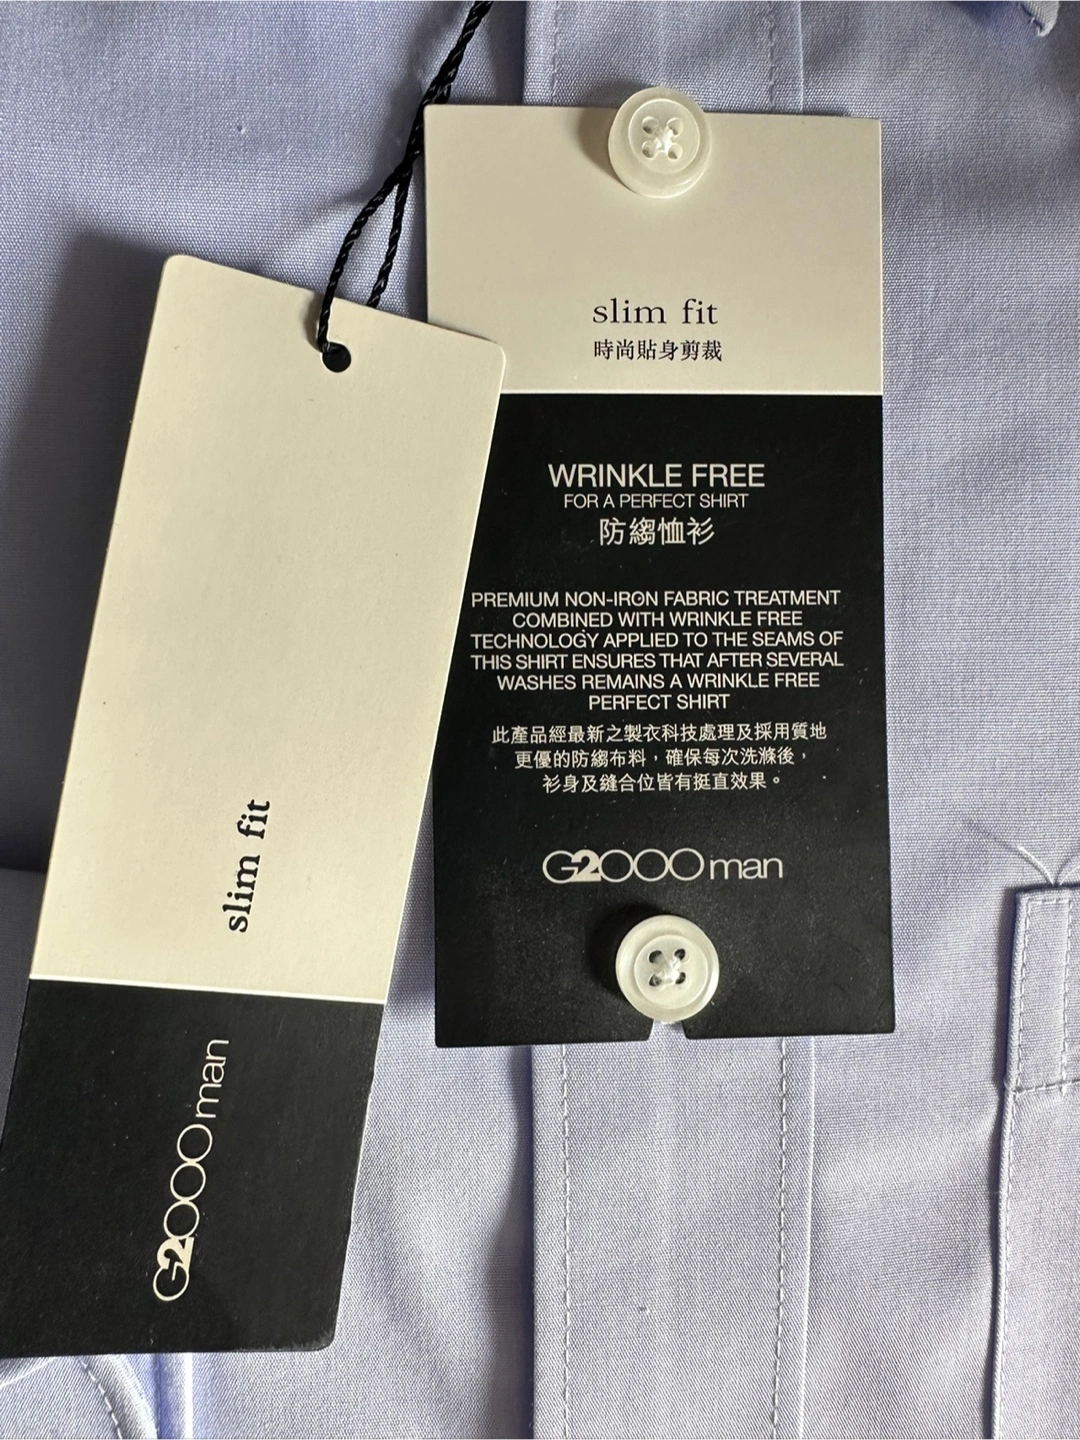 slim fit
時尚貼身剪裁
WRINKLE FREE
FOR A PERFECT SHIRT
防縐恤衫
PREMIUM NON-IRON FABRIC TREATMENT
COMBINED WITH WRINKLE FREE
TECHNOLOGY APPLIED TO THE SEAMS OF
THIS SHIRT ENSURES THAT AFTER SEVERAL
WASHES REMAINS A WRINKLE FREE
PERFECT SHIRT
此產品經最新之製衣科技處理及採用質地
更優的防縐布料，確保每次洗滌後，
衫身及縫合位皆有挺直效果。
G2000 man
slim fit
G2000 man